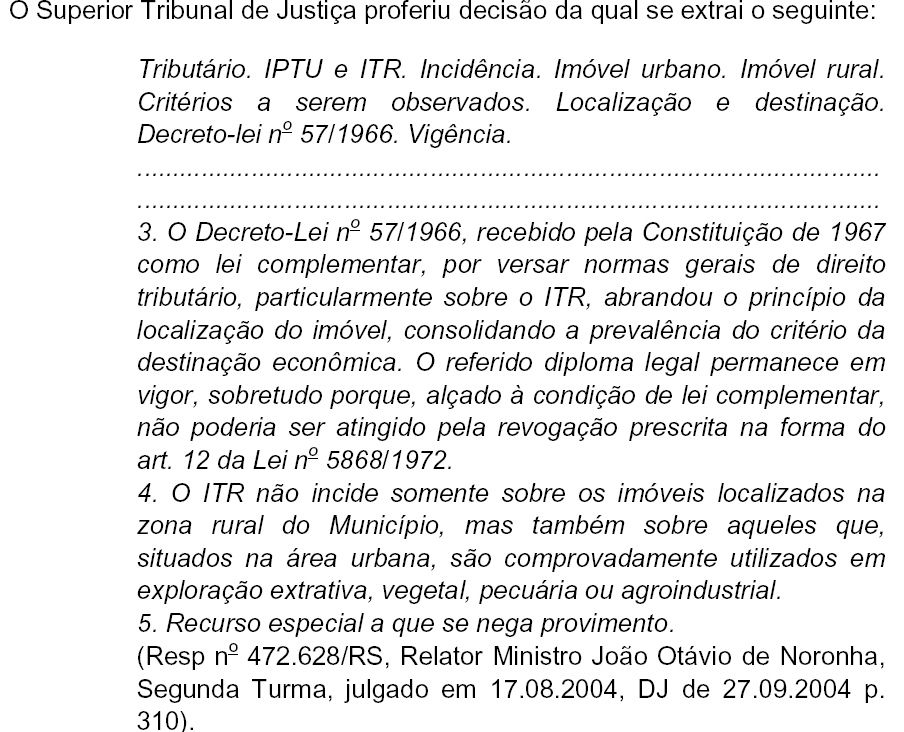 O Superior Tribunal de Justiça proferiu decisão da qual se extrai o seguinte:
Tributário. IPTU e ITR. Incidência. Imóvel urbano. Imóvel rural.
Critérios a serem observados. Localização e destinação.
Decreto-lei nº 57/1966. Vigência.
........................................................................................................
........................................................................................................
3. O Decreto-Lei nº 57/1966, recebido pela Constituição de 1967
como lei complementar, por versar normas gerais de direito
tributário, particularmente sobre o ITR, abrandou o princípio da
localização do imóvel, consolidando a prevalência do critério da
destinação econômica. O referido diploma legal permanece em
vigor, sobretudo porque, alçado à condição de lei complementar,
não poderia ser atingido pela revogação prescrita na forma do
art. 12 da Lei nº 5868/1972.
4. O ITR não incide somente sobre os imóveis localizados na
zona rural do Município, mas também sobre aqueles que,
situados na área urbana, são comprovadamente utilizados em
exploração extrativa, vegetal, pecuária ou agroindustrial.
5. Recurso especial a que se nega provimento.
(Resp nº 472.628/RS, Relator Ministro João Otávio de Noronha,
Segunda Turma, julgado em 17.08.2004, DJ de 27.09.2004 p.
310).